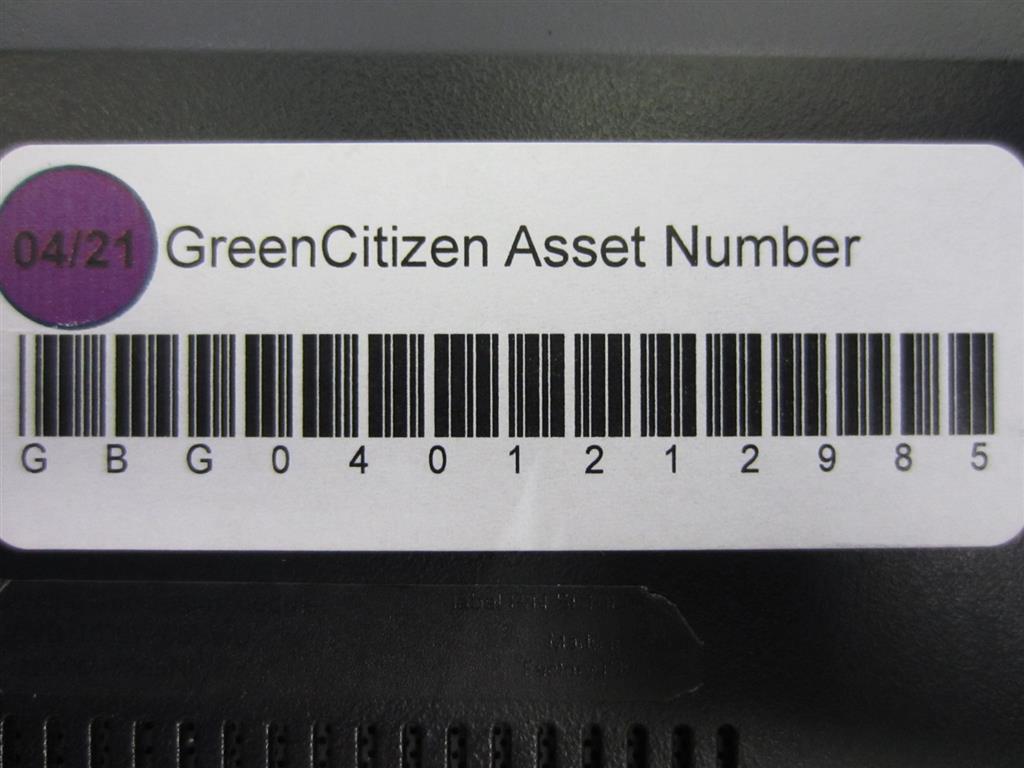 04/21 GreenCitizen Asset Number
G B G 0 4 0 1 2 1 2 9 8 5